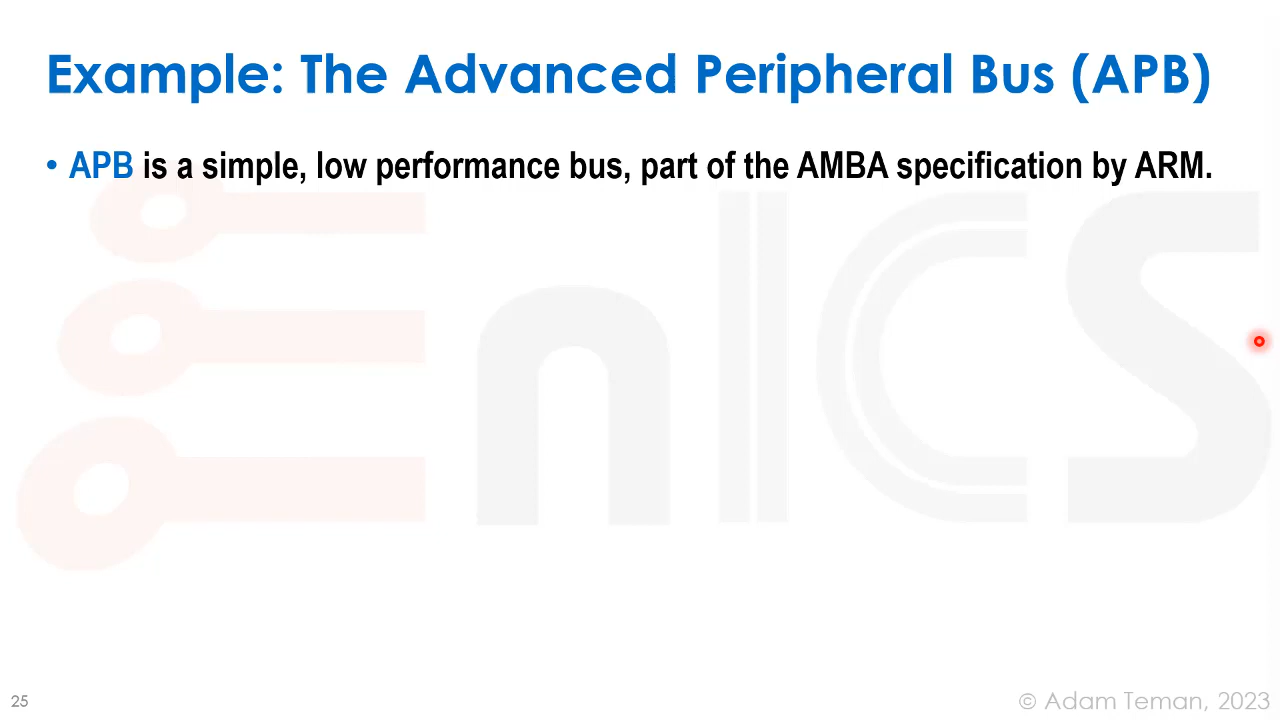 Example: The Advanced Peripheral Bus (APB)
• APB is a simple, low performance bus, part of the AMBA specification by ARM.
EnICS
25
© Adam Teman, 2023